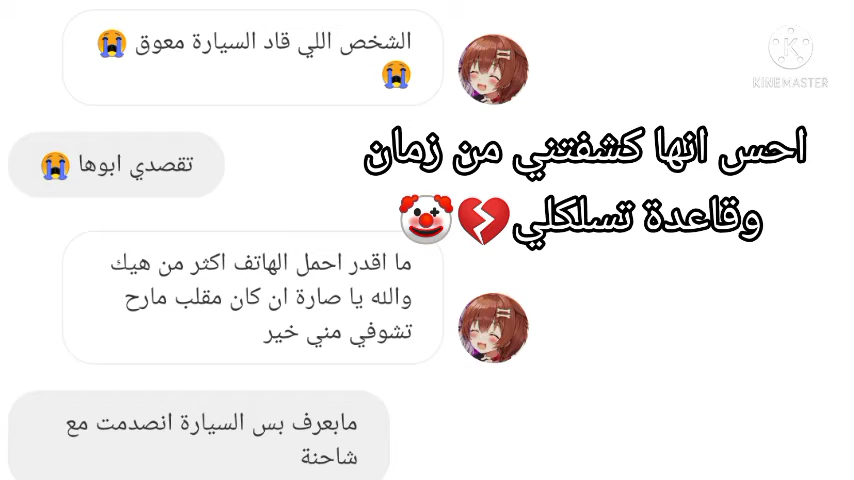 الشخص اللي قاد السيارة معوق 😭
😭
KINEMASTER
تقصدي ابوها 😭
احس انها كشفتني من زمان
وقاعدة تسلكلي 💔🤡
ما اقدر احمل الهاتف اكثر من هيك
والله يا صارة ان كان مقلب مارح
تشوفي مني خير
مابعرف بس السيارة انصدمت مع
شاحنة